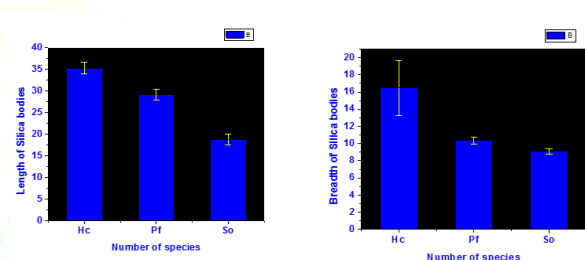 B
40
35
30
25
20
15
10
5
0
Length of Silica bodies
Hc Pf So
Number of species
B
20
18
16
14
12
10
8
6
4
2
0
Breadth of Silica bodies
Hc Pf So
Number of species